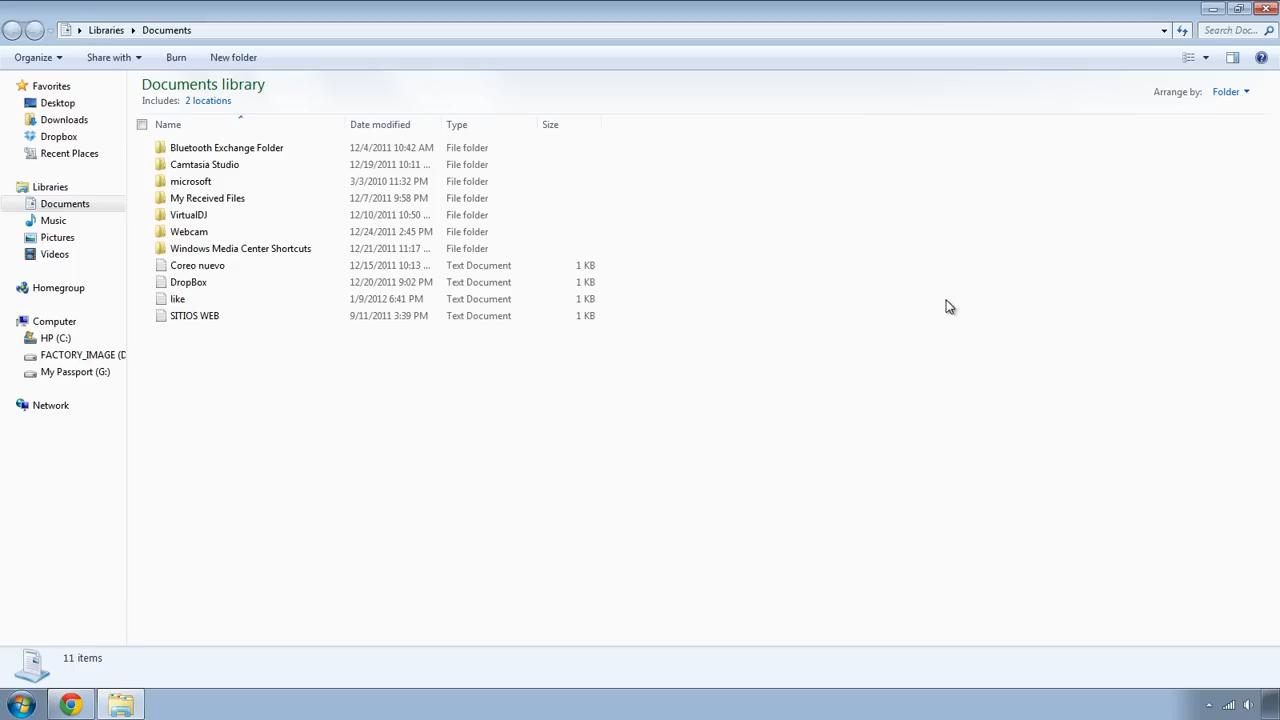 Libraries Documents
Search Doc...
Organize Share with Burn New folder
Documents library
Includes: 2 locations
Arrange by: Folder
Name Date modified Type Size
Bluetooth Exchange Folder 12/4/2011 10:42 AM File folder
Camtasia Studio 12/19/2011 10:11 ... File folder
microsoft 3/3/2010 11:32 PM File folder
My Received Files 12/7/2011 9:58 PM File folder
VirtualDJ 12/10/2011 10:50 ... File folder
Webcam 12/24/2011 2:45 PM File folder
Windows Media Center Shortcuts 12/21/2011 11:17 ... File folder
Coreo nuevo 12/15/2011 10:13 ... Text Document 1 KB
DropBox 12/20/2011 9:02 PM Text Document 1 KB
like 1/9/2012 6:41 PM Text Document 1 KB
SITIOS WEB 9/11/2011 3:39 PM Text Document 1 KB
Favorites
Desktop
Downloads
Dropbox
Recent Places
Libraries
Documents
Music
Pictures
Videos
Homegroup
Computer
HP (C:)
FACTORY_IMAGE (D
My Passport (G:)
Network
11 items